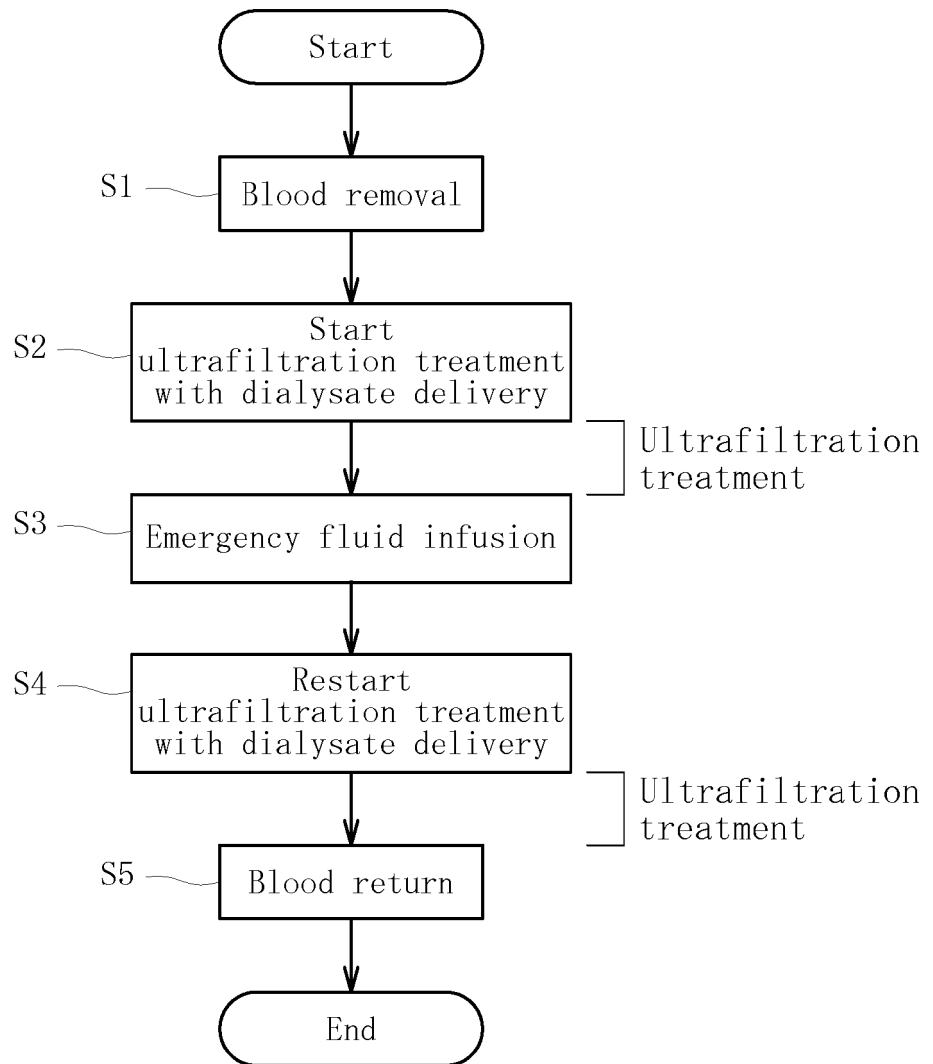 Start
S1
Blood removal
S2
Start
ultrafiltration treatment
with dialysate delivery
Ultrafiltration
treatment
S3
Emergency fluid infusion
S4
Restart
ultrafiltration treatment
with dialysate delivery
Ultrafiltration
treatment
S5
Blood return
End